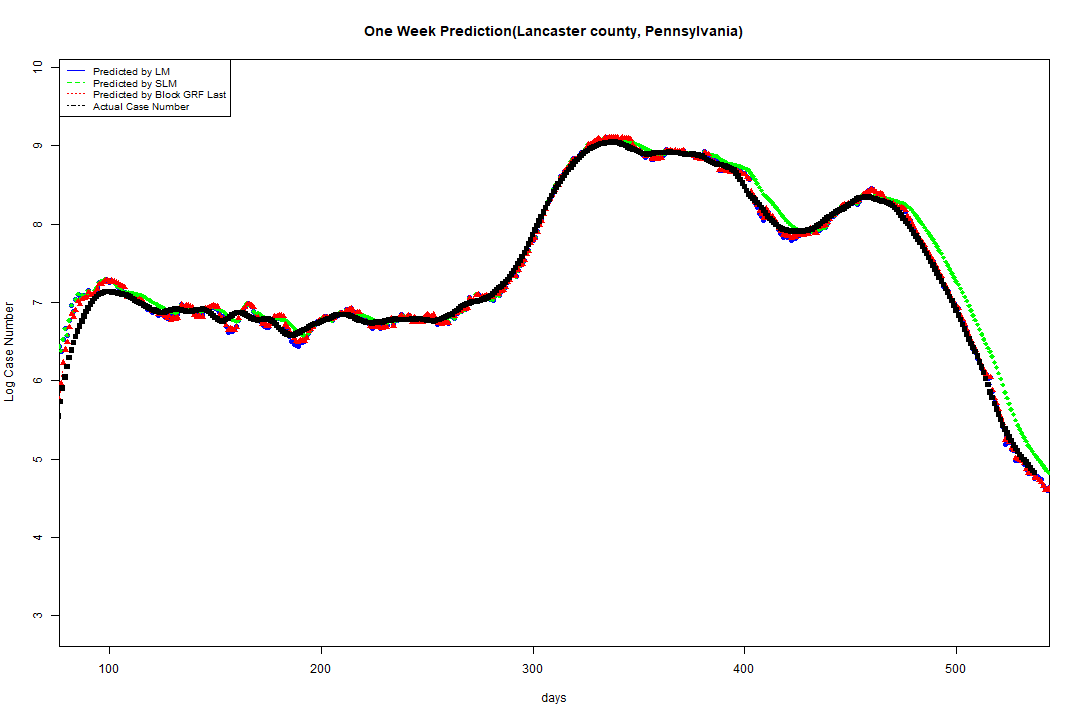 One Week Prediction(Lancaster county, Pennsylvania)
Predicted by LM
Predicted by SLM
Predicted by Block GRF Last
Actual Case Number
10
9
8
7
6
5
4
3
Log Case Number
100 200 300 400 500
days